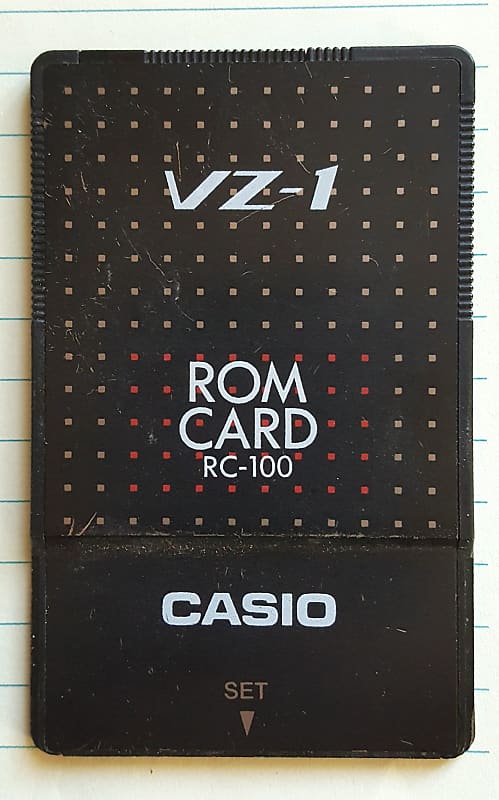 VZ-1
ROM
CARD
RC-100
CASIO
SET